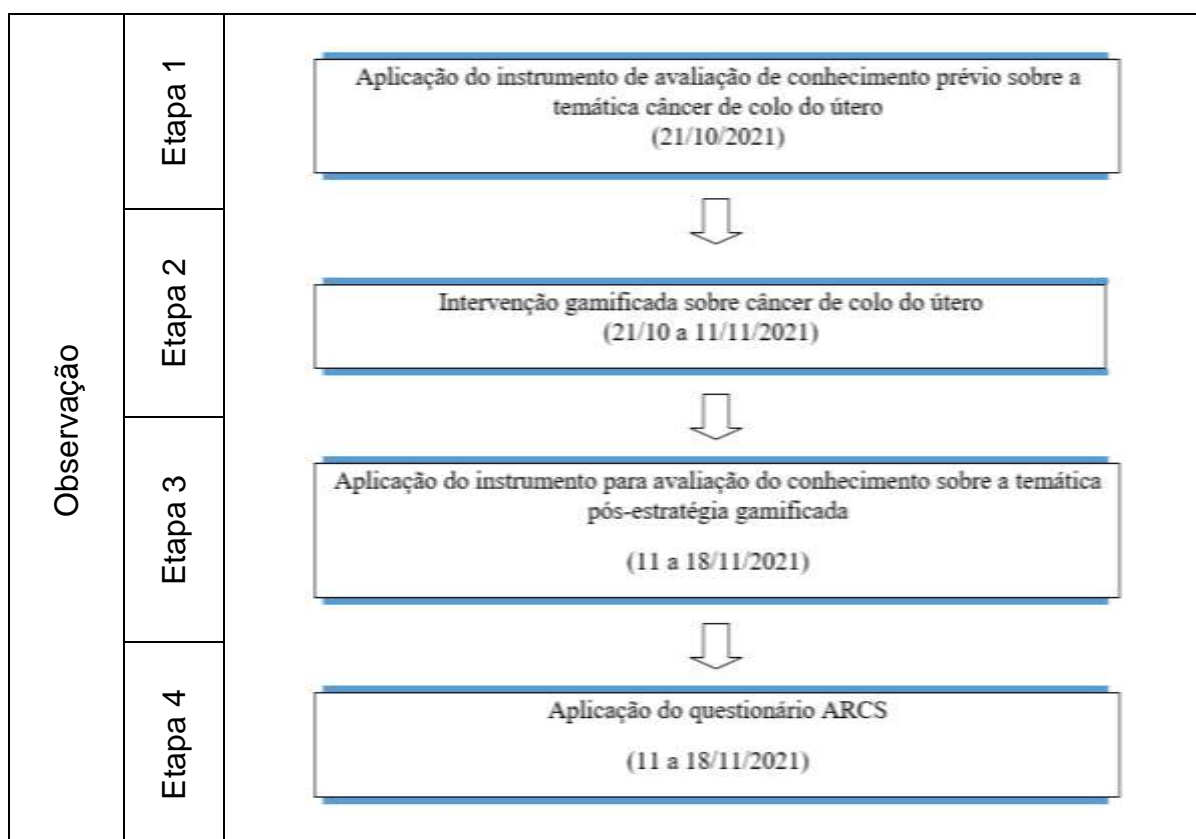 Observação
Etapa 1
Aplicação do instrumento de avaliação de conhecimento prévio sobre a
temática câncer de colo do útero
(21/10/2021)
Etapa 2
Intervenção gamificada sobre câncer de colo do útero
(21/10 a 11/11/2021)
Etapa 3
Aplicação do instrumento para avaliação do conhecimento sobre a temática
pós-estratégia gamificada
(11 a 18/11/2021)
Etapa 4
Aplicação do questionário ARCS
(11 a 18/11/2021)